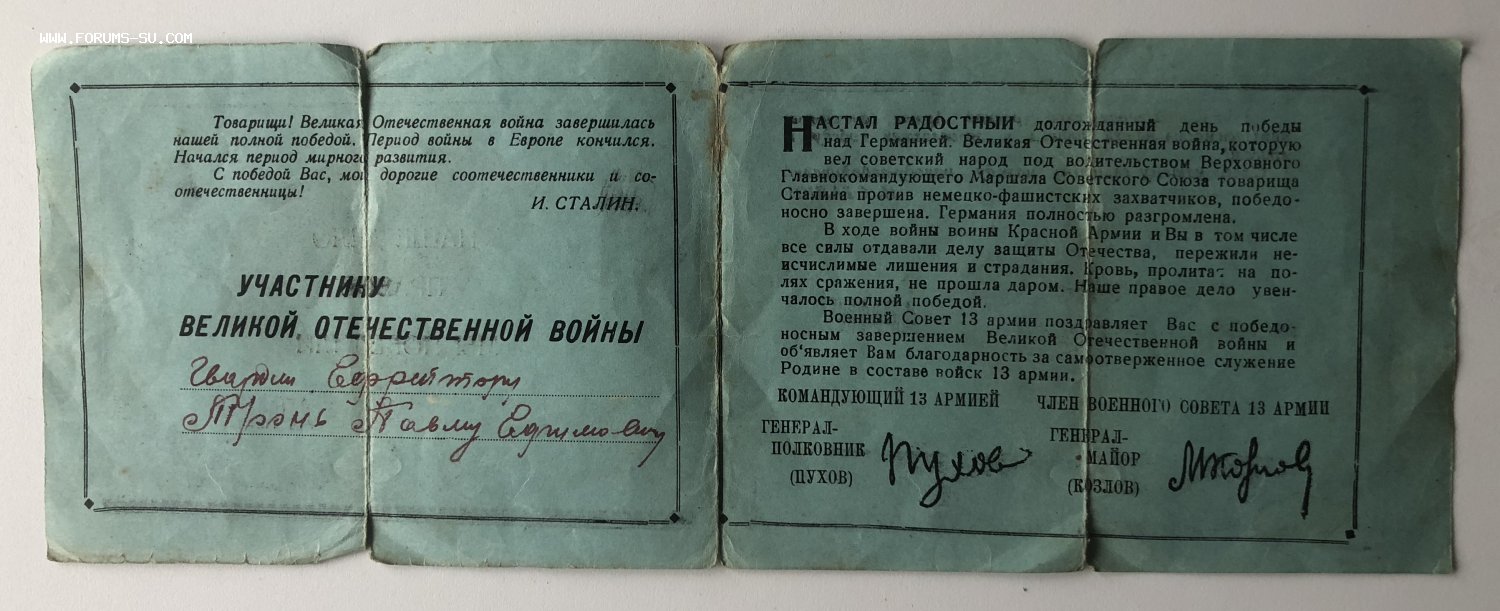 WWW.FORUMS-SU.COM
Товарищи! Великая Отечественная война завершилась
нашей полной победой. Период войны в Европе кончился.
Начался период мирного развития.
С победой Вас, мои дорогие соотечественники и со-
отечественницы!
И. СТАЛИН.
УЧАСТНИКУ
ВЕЛИКОЙ ОТЕЧЕСТВЕННОЙ ВОЙНЫ
Гвардии Ефрейтору
Павлу Ефимовичу
НАСТАЛ РАДОСТНЫЙ долгожданный день победы
над Германией. Великая Отечественная война, которую
вел советский народ под водительством Верховного
Главнокомандующего Маршала Советского Союза товарища
Сталина против немецко-фашистских захватчиков, победо-
носно завершена. Германия полностью разгромлена.
В ходе войны воины Красной Армии и Вы в том числе
все силы отдавали делу защиты Отечества, пережили не-
исчислимые лишения и страдания. Кровь, пролитая на по-
лях сражения, не прошла даром. Наше правое дело увен-
чалось полной победой.
Военный Совет 13 армии поздравляет Вас с победо-
носным завершением Великой Отечественной войны и
об'являет Вам благодарность за самоотверженное служение
Родине в составе войск 13 армии.
КОМАНДУЮЩИЙ 13 АРМИЕЙ
ГЕНЕРАЛ-
ПОЛКОВНИК
(ПУХОВ)
Пухов
ЧЛЕН ВОЕННОГО СОВЕТА 13 АРМИИ
ГЕНЕРАЛ-
МАЙОР
(КОЗЛОВ)
МКозлов